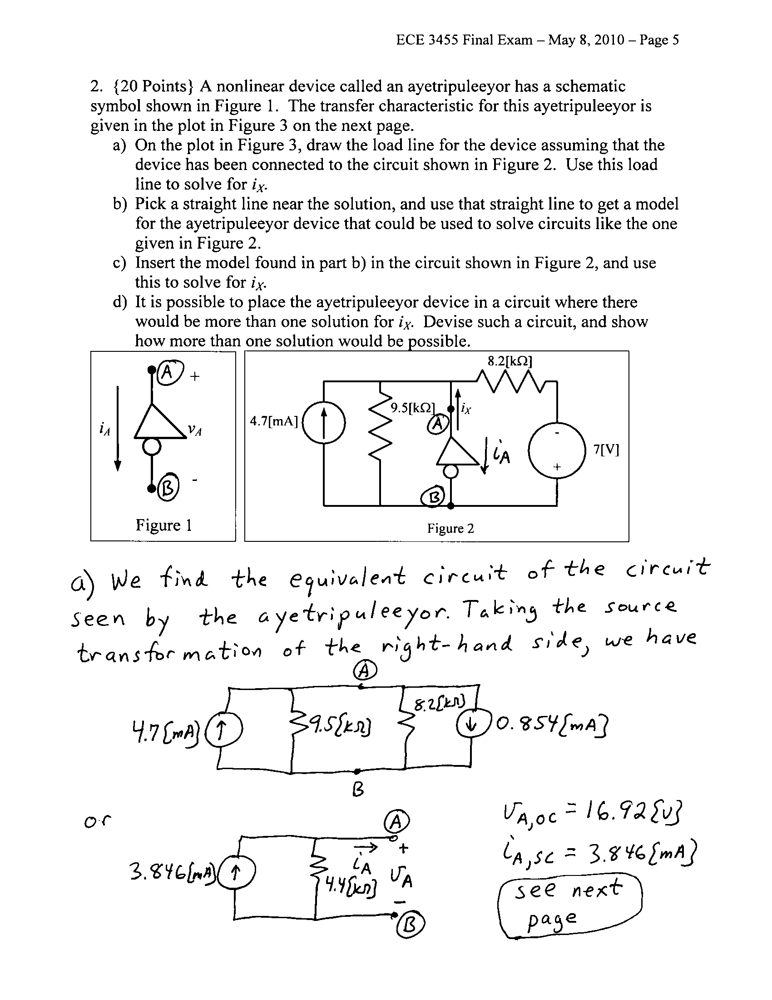 ECE 3455 Final Exam – May 8, 2010 – Page 5
2. {20 Points} A nonlinear device called an ayetripuleeyor has a schematic
symbol shown in Figure 1. The transfer characteristic for this ayetripuleeyor is
given in the plot in Figure 3 on the next page.
a) On the plot in Figure 3, draw the load line for the device assuming that the
device has been connected to the circuit shown in Figure 2. Use this load
line to solve for iX.
b) Pick a straight line near the solution, and use that straight line to get a model
for the ayetripuleeyor device that could be used to solve circuits like the one
given in Figure 2.
c) Insert the model found in part b) in the circuit shown in Figure 2, and use
this to solve for iX.
d) It is possible to place the ayetripuleeyor device in a circuit where there
would be more than one solution for iX. Devise such a circuit, and show
how more than one solution would be possible.
A +
iA
vA
B -
Figure 1
8.2[kΩ]
9.5[kΩ]
iX
4.7[mA]
A
iA
-
7[V]
+
B
Figure 2
a) We find the equivalent circuit of the circuit
seen by the ayetripuleeyor. Taking the source
transformation of the right-hand side, we have
A
8.2[kΩ]
4.7[mA] 9.5[kΩ] 0.854[mA]
B
or
A
+
iA
3.846[mA] 4.4[kΩ] vA
-
B
vA,oc = 16.92[V]
iA,sc = 3.846[mA]
see next
page